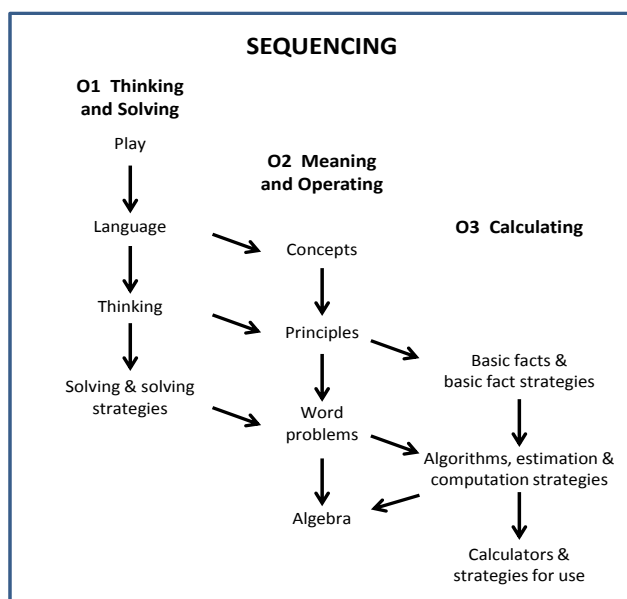 SEQUENCING
O1 Thinking
and Solving
Play
Language
Thinking
Solving & solving
strategies
O2 Meaning
and Operating
Concepts
Principles
Word
problems
Algebra
O3 Calculating
Basic facts &
basic fact strategies
Algorithms, estimation &
computation strategies
Calculators &
strategies for use